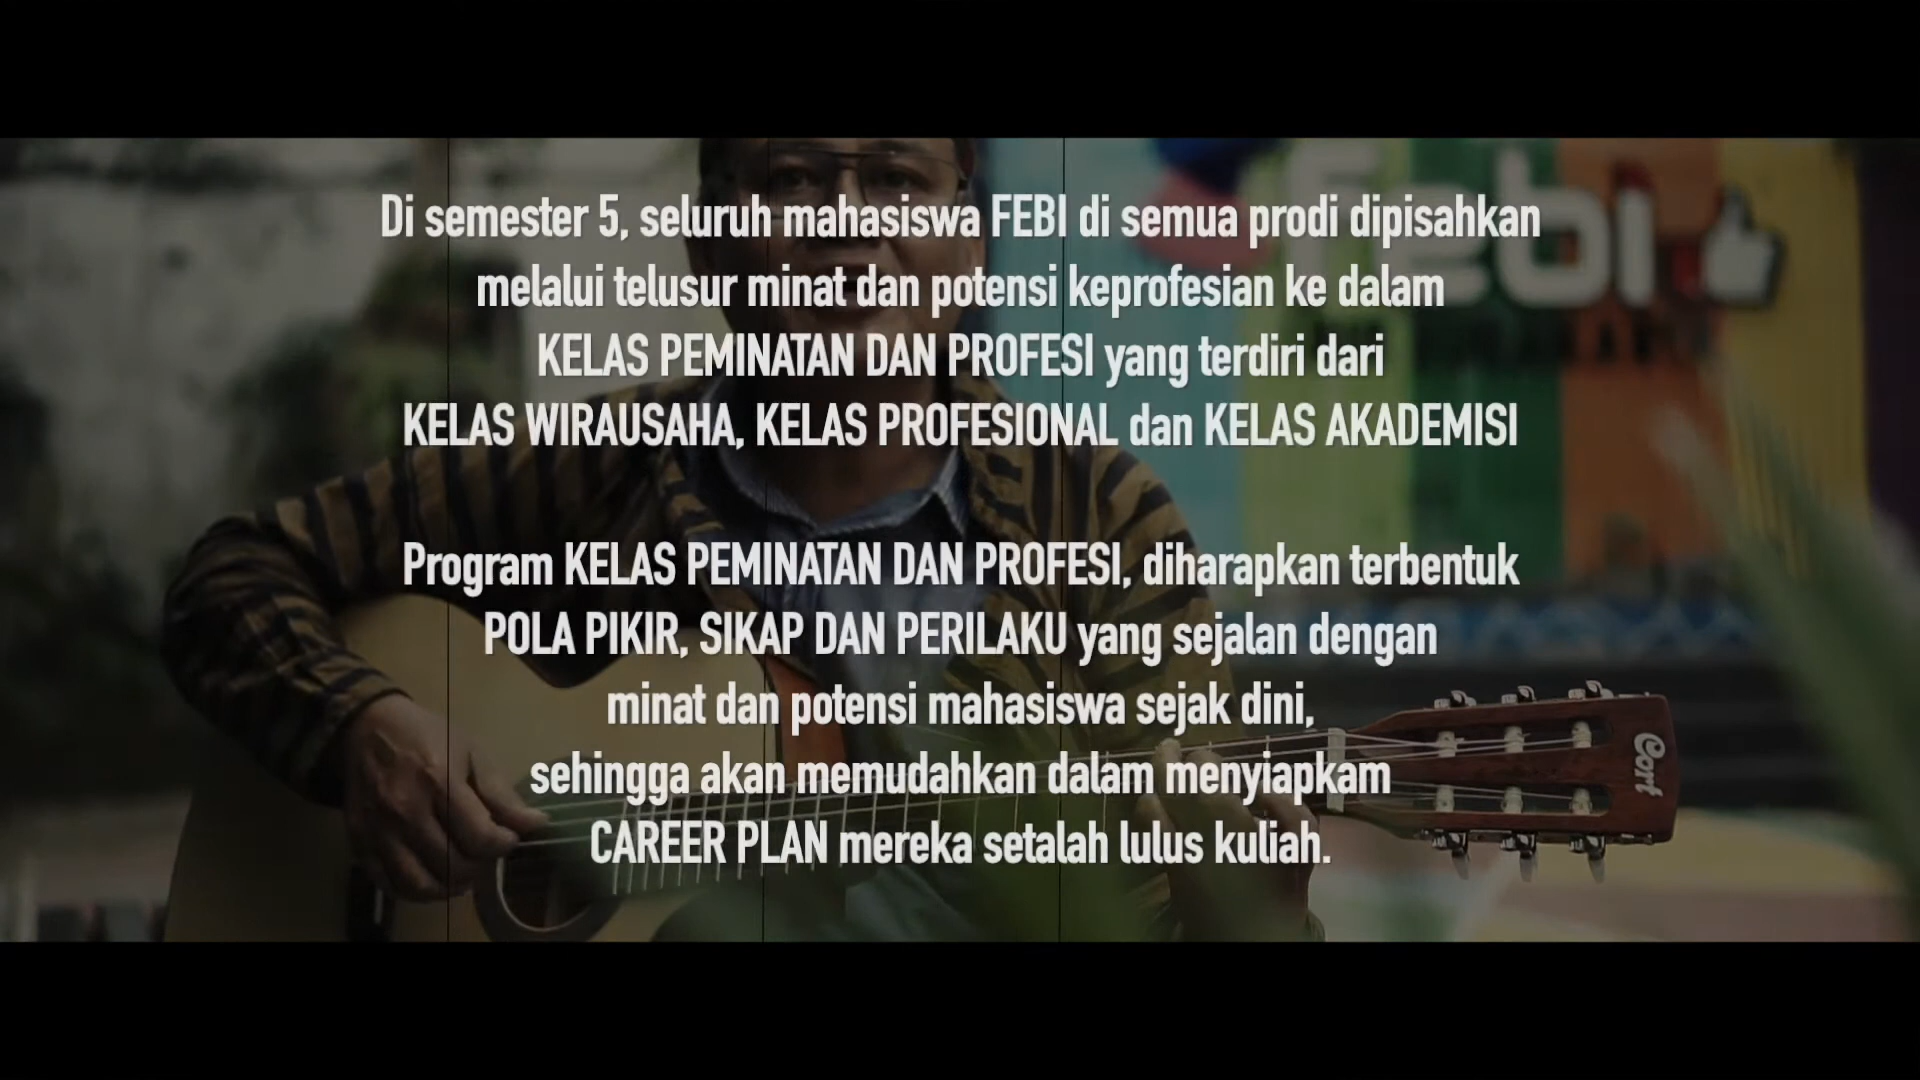 febi
Di semester 5, seluruh mahasiswa FEBI di semua prodi dipisahkan
melalui telusur minat dan potensi keprofesian ke dalam
KELAS PEMINATAN DAN PROFESI yang terdiri dari
KELAS WIRAUSAHA, KELAS PROFESIONAL dan KELAS AKADEMISI
Program KELAS PEMINATAN DAN PROFESI, diharapkan terbentuk
POLA PIKIR, SIKAP DAN PERILAKU yang sejalan dengan
minat dan potensi mahasiswa sejak dini,
sehingga akan memudahkan dalam menyiapkam
CAREER PLAN mereka setalah lulus kuliah.
Cort